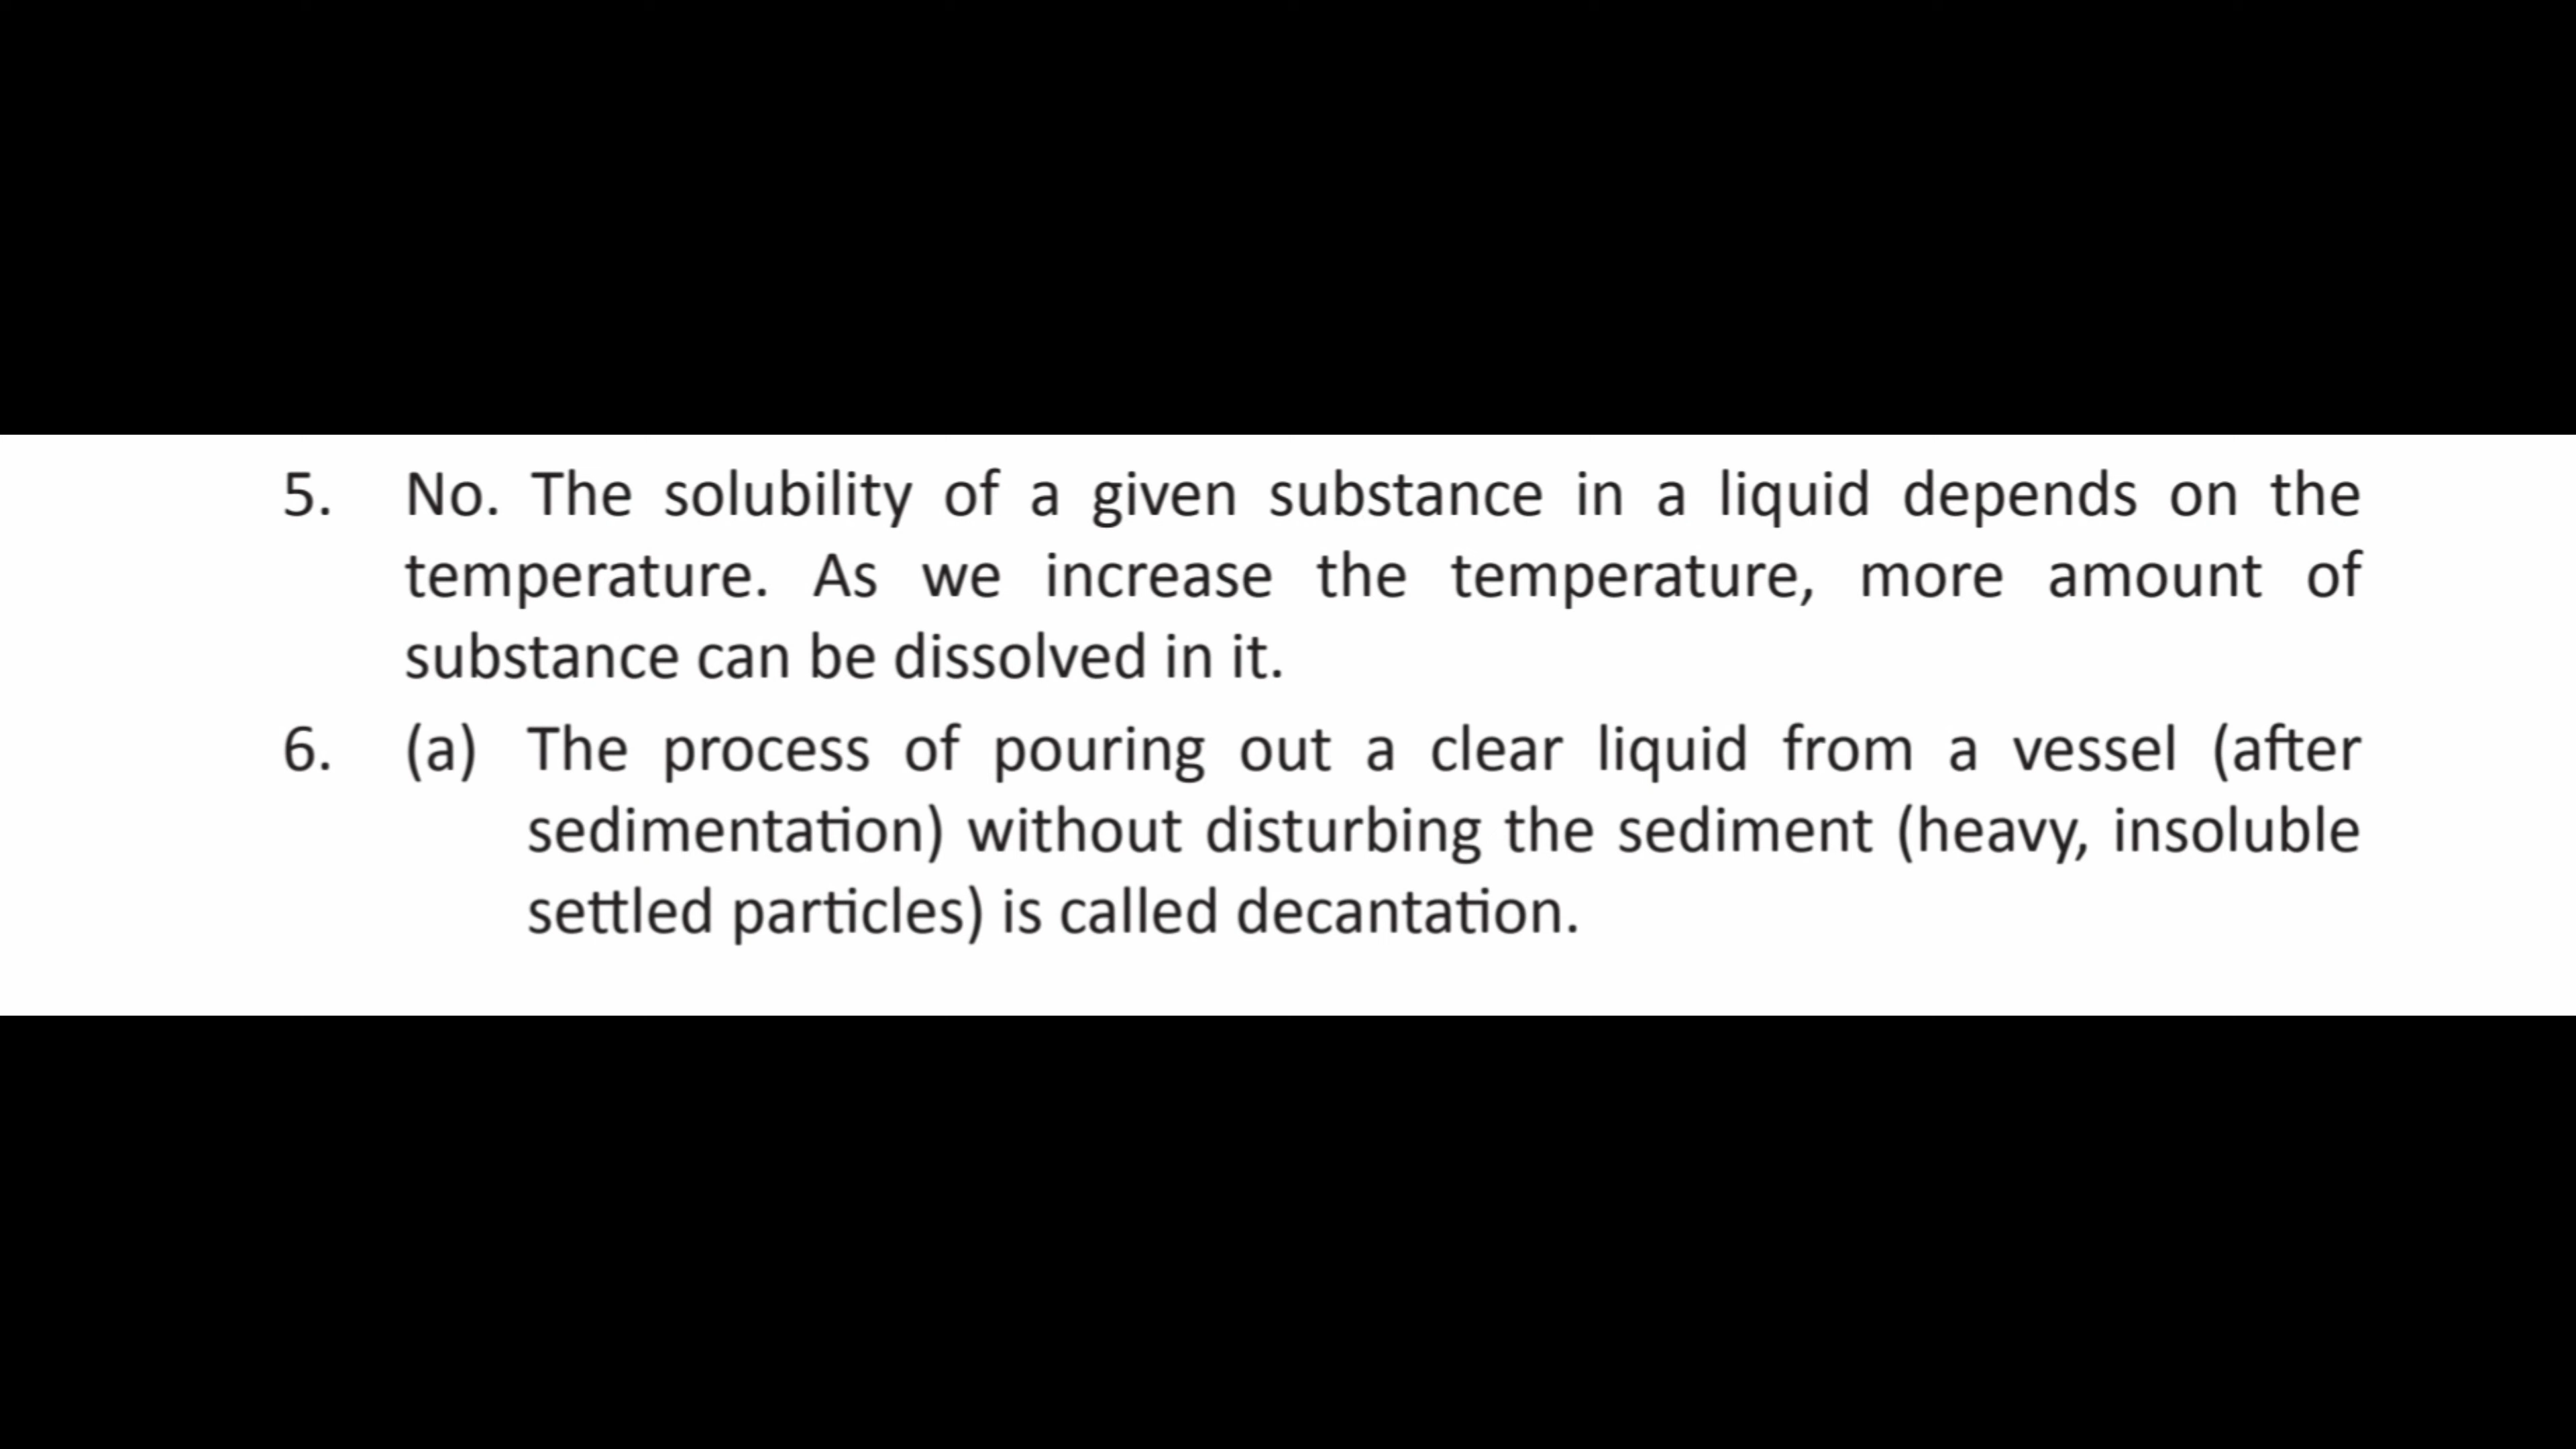 5. No. The solubility of a given substance in a liquid depends on the
temperature. As we increase the temperature, more amount of
substance can be dissolved in it.
6. (a) The process of pouring out a clear liquid from a vessel (after
sedimentation) without disturbing the sediment (heavy, insoluble
settled particles) is called decantation.